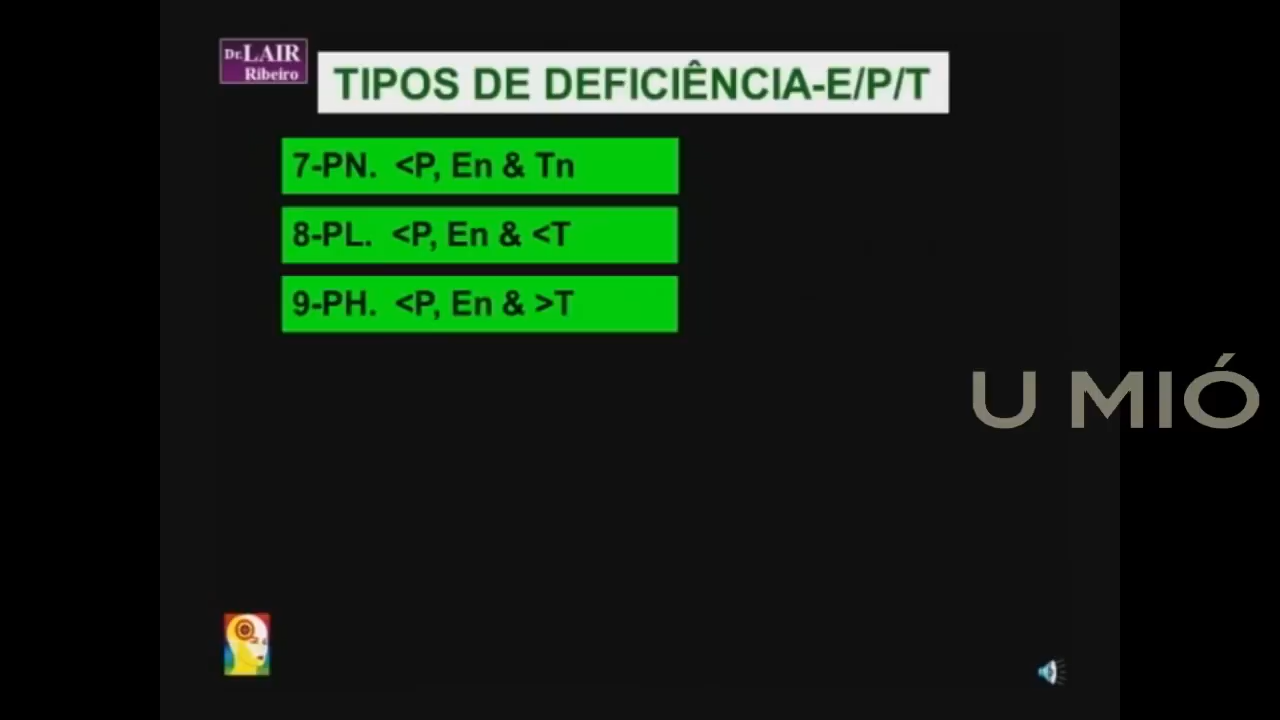 Dr. LAIR
Ribeiro
TIPOS DE DEFICIÊNCIA-E/P/T
7-PN. <P, En & Tn
8-PL. <P, En & <T
9-PH. <P, En & >T
U MIÓ